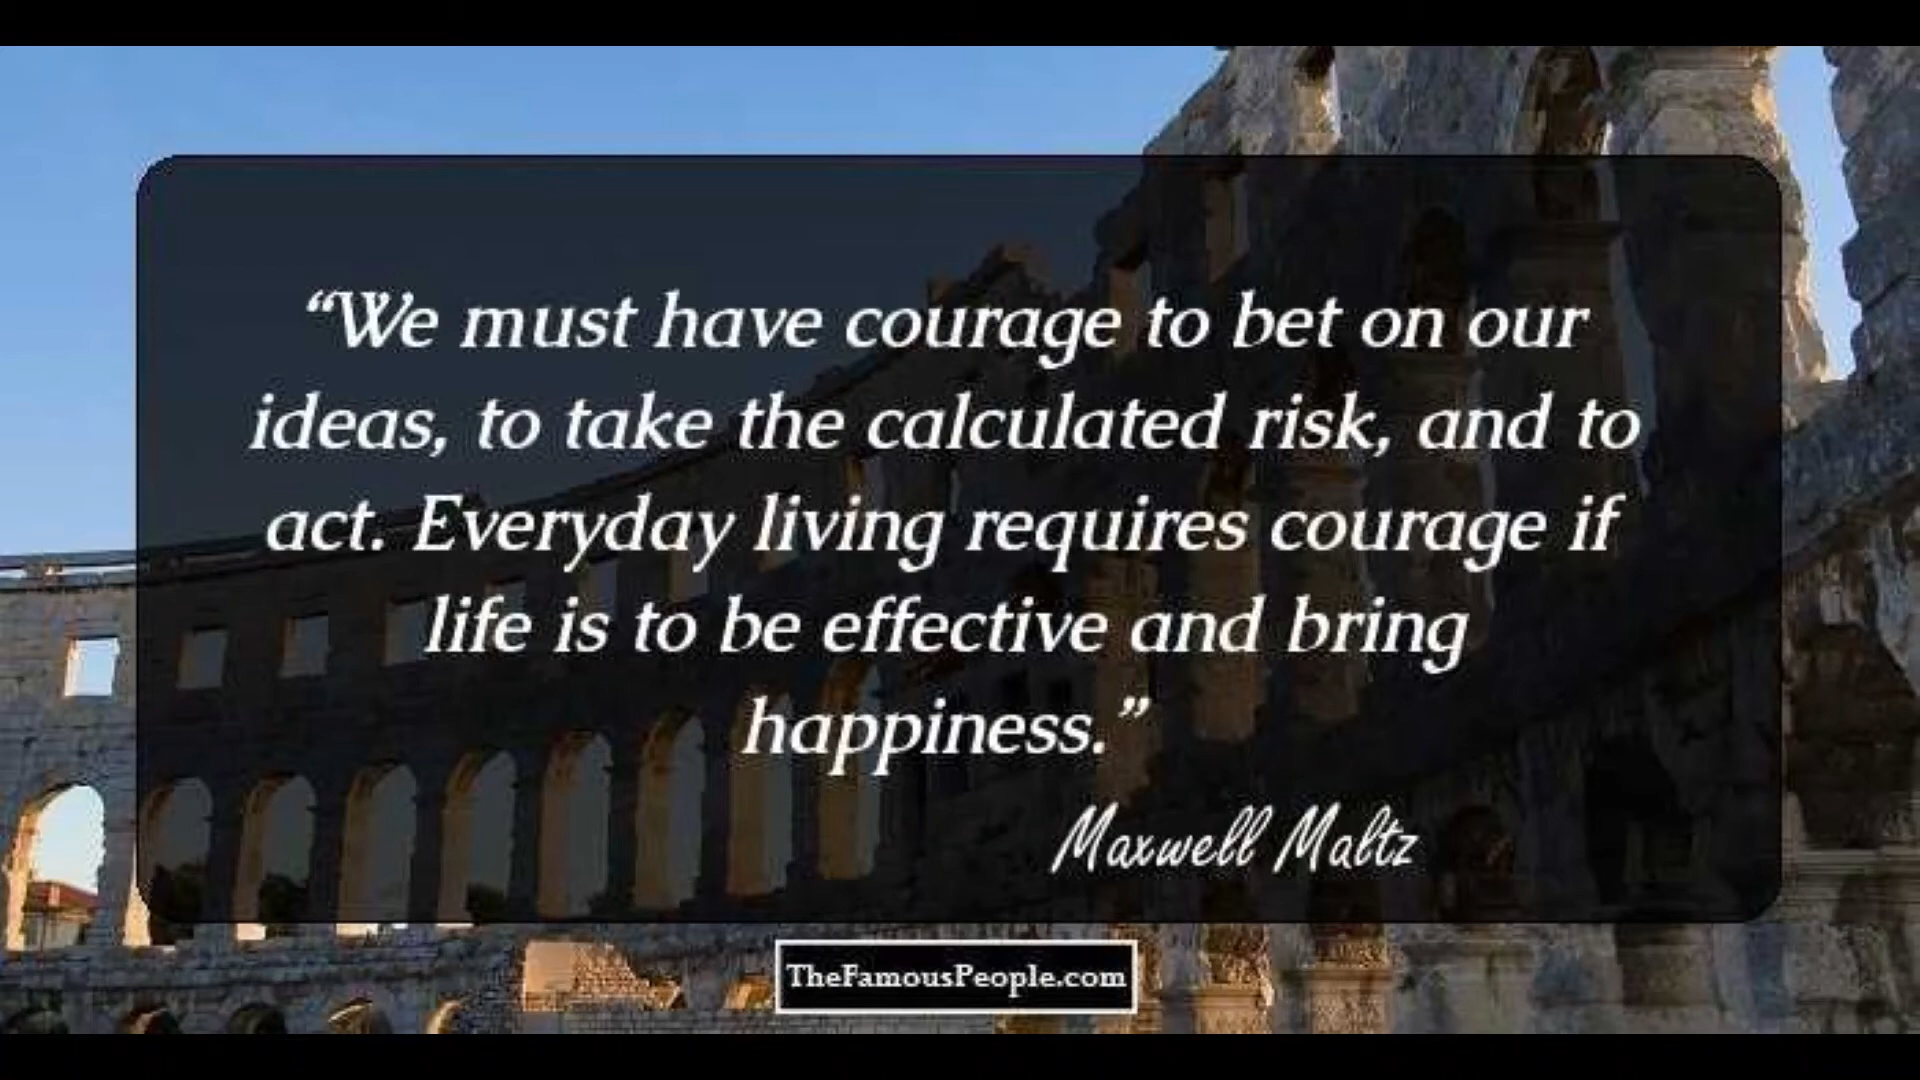 “We must have courage to bet on our
ideas, to take the calculated risk, and to
act. Everyday living requires courage if
life is to be effective and bring
happiness.”
Maxwell Maltz
TheFamousPeople.com